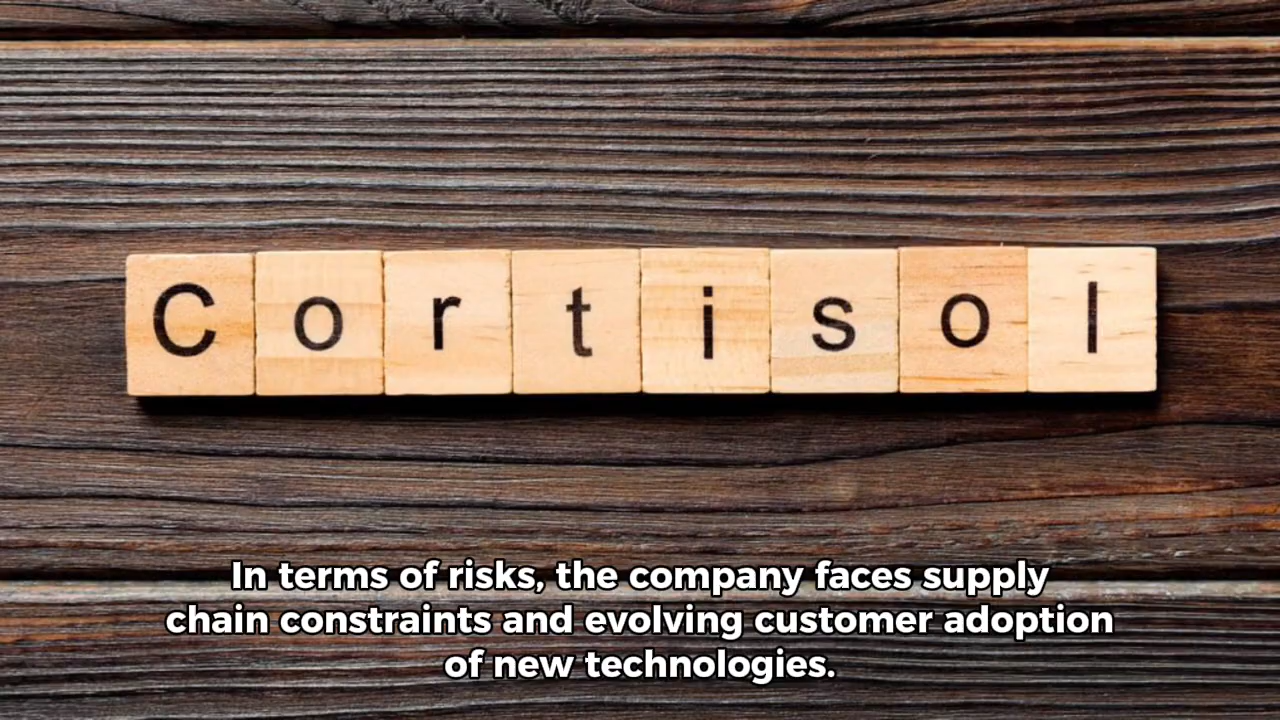 Cortisol
In terms of risks, the company faces supply
chain constraints and evolving customer adoption
of new technologies.